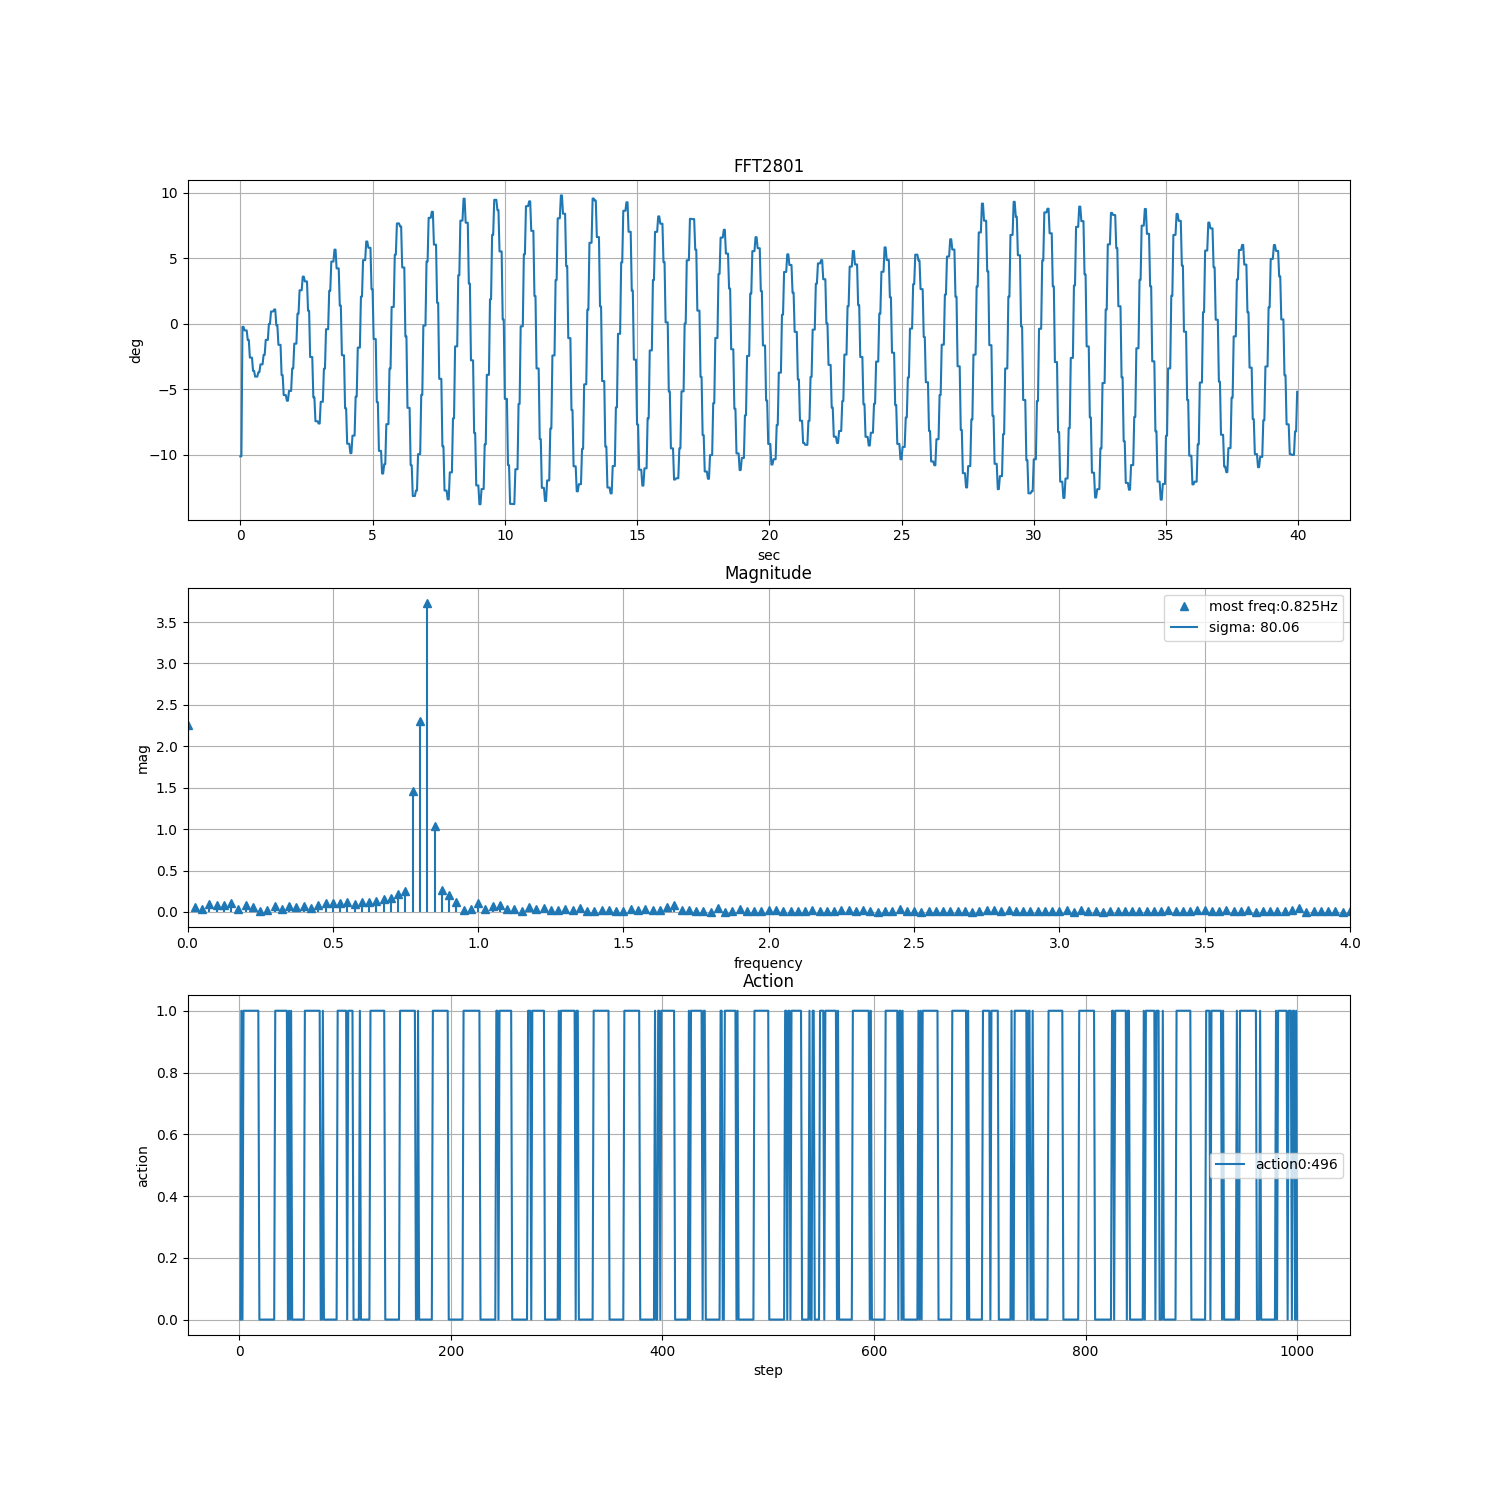 FFT2801
10
5
0
−5
−10
deg
0 5 10 15 20 25 30 35 40
sec
Magnitude
3.5
3.0
2.5
2.0
1.5
1.0
0.5
0.0
mag
most freq:0.825Hz
sigma: 80.06
0.0 0.5 1.0 1.5 2.0 2.5 3.0 3.5 4.0
frequency
Action
1.0
0.8
0.6
0.4
0.2
0.0
action
action0:496
0 200 400 600 800 1000
step